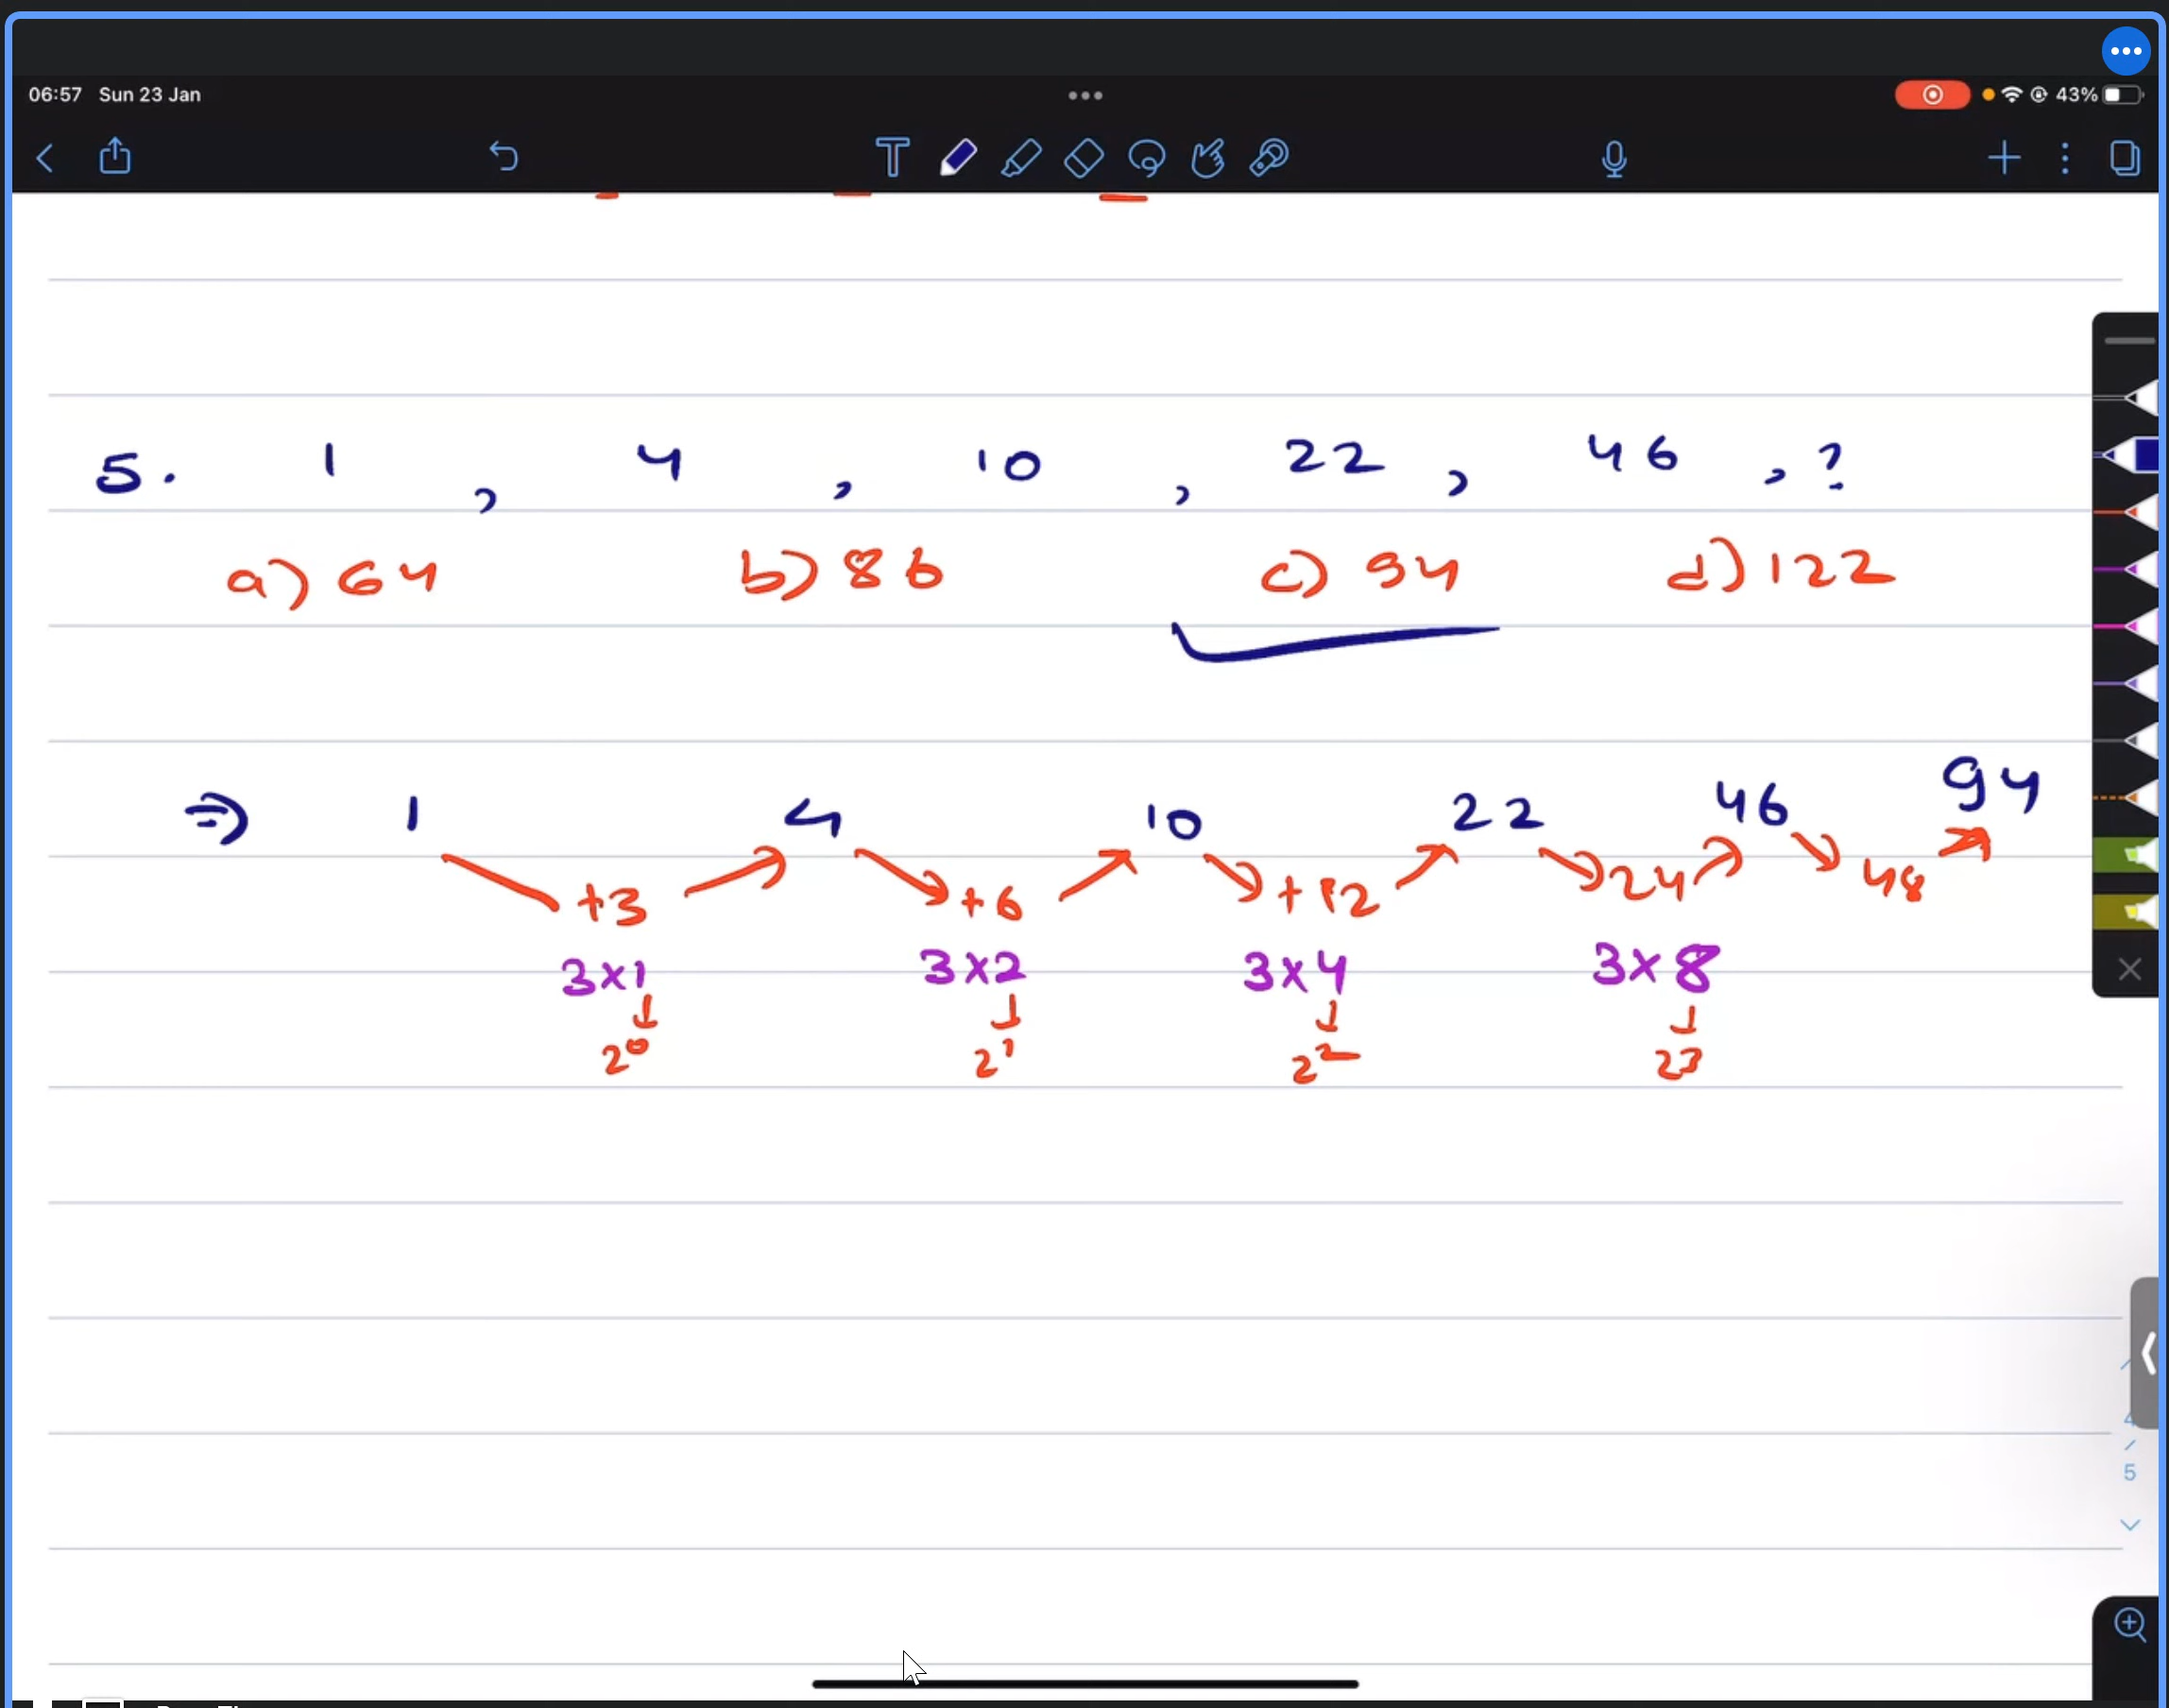 06:57 Sun 23 Jan 43%
5. 1 , 4 , 10 , 22 , 46 , ?
a) 64 b) 86 c) 94 d) 122
⇒ 1 4 10 22 46 94
+3 +6 +12 24 48
3x1 3x2 3x4 3x8
↓ ↓ ↓ ↓
2⁰ 2¹ 2² 2³
5